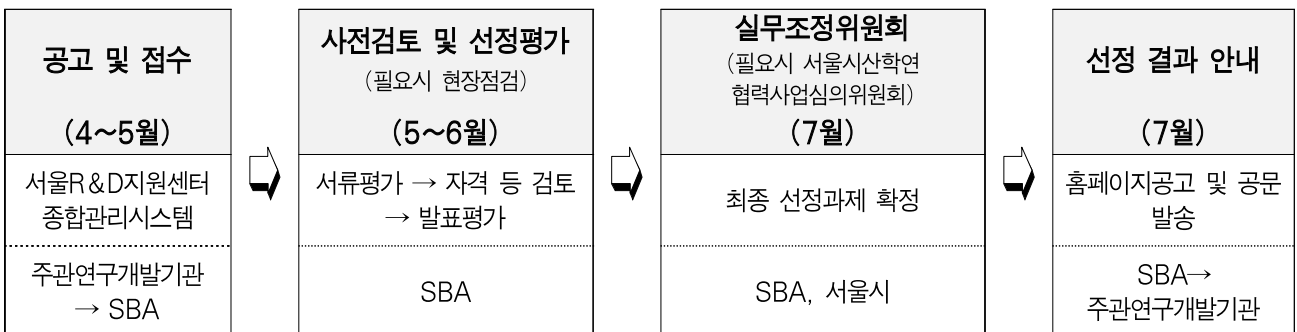 공고 및 접수
(4~5월)
서울R&D지원센터
종합관리시스템
주관연구개발기관
→ SBA
사전검토 및 선정평가
(필요시 현장점검)
(5~6월)
서류평가 → 자격 등 검토
→ 발표평가
SBA
실무조정위원회
(필요시 서울시산학연
협력사업심의위원회)
(7월)
최종 선정과제 확정
SBA, 서울시
선정 결과 안내
(7월)
홈페이지공고 및 공문
발송
SBA→
주관연구개발기관